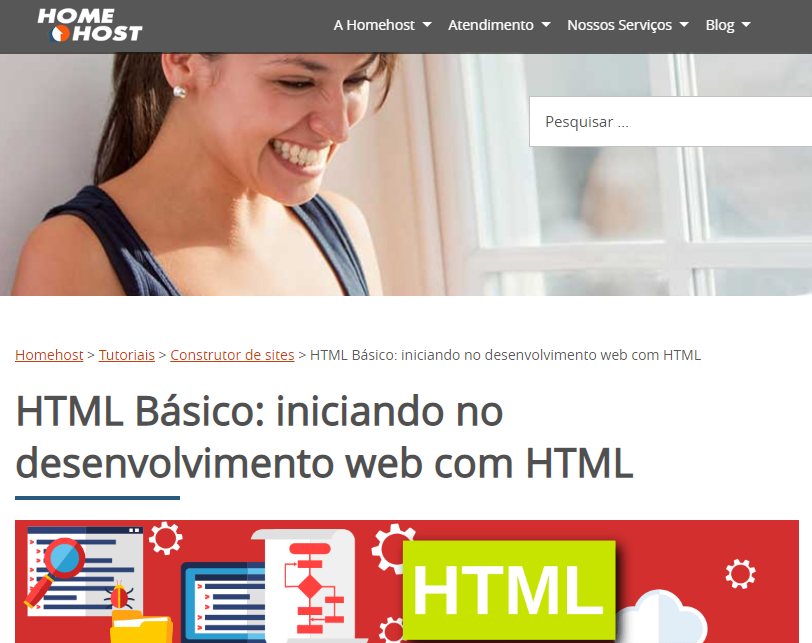 HOME HOST
A Homehost Atendimento Nossos Serviços Blog
Pesquisar ...
Homehost > Tutoriais > Construtor de sites > HTML Básico: iniciando no desenvolvimento web com HTML
HTML Básico: iniciando no
desenvolvimento web com HTML
HTML